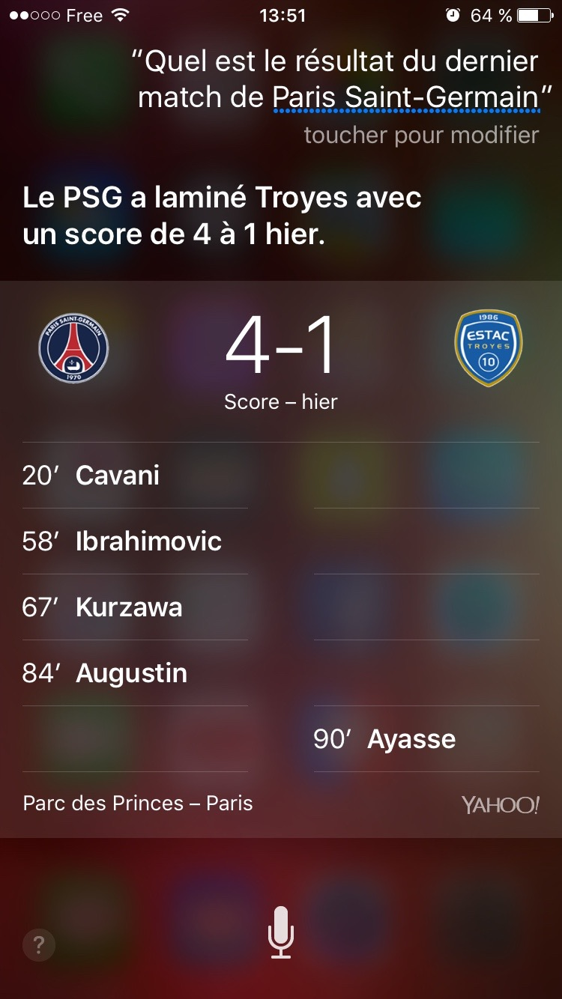 Free 13:51 64 %
“Quel est le résultat du dernier
match de Paris Saint-Germain”
toucher pour modifier
Le PSG a laminé Troyes avec
un score de 4 à 1 hier.
PARIS SAINT-GERMAIN
1970
4–1
1986
ESTAC
TROYES
10
Score – hier
20’ Cavani
58’ Ibrahimovic
67’ Kurzawa
84’ Augustin
90’ Ayasse
Parc des Princes – Paris
YAHOO!
?